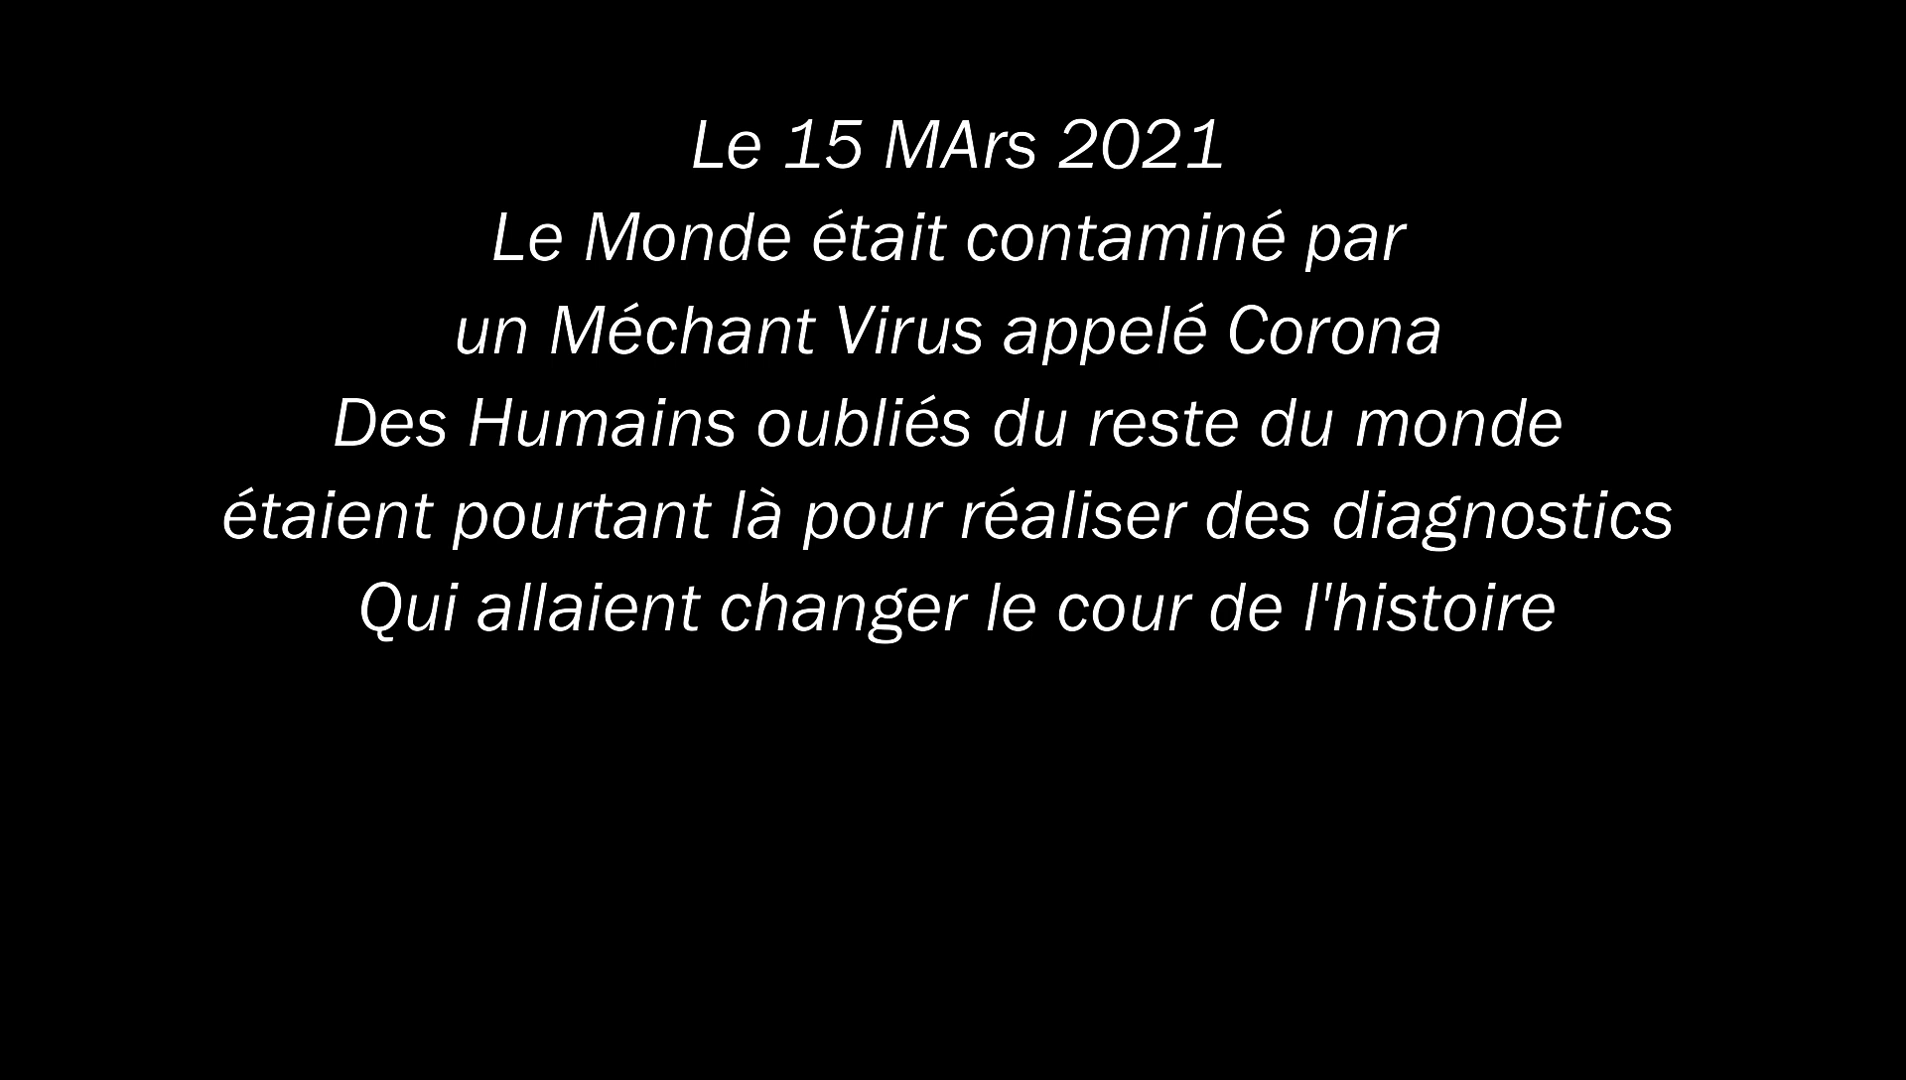 Le 15 MArs 2021
Le Monde était contaminé par
un Méchant Virus appelé Corona
Des Humains oubliés du reste du monde
étaient pourtant là pour réaliser des diagnostics
Qui allaient changer le cour de l'histoire